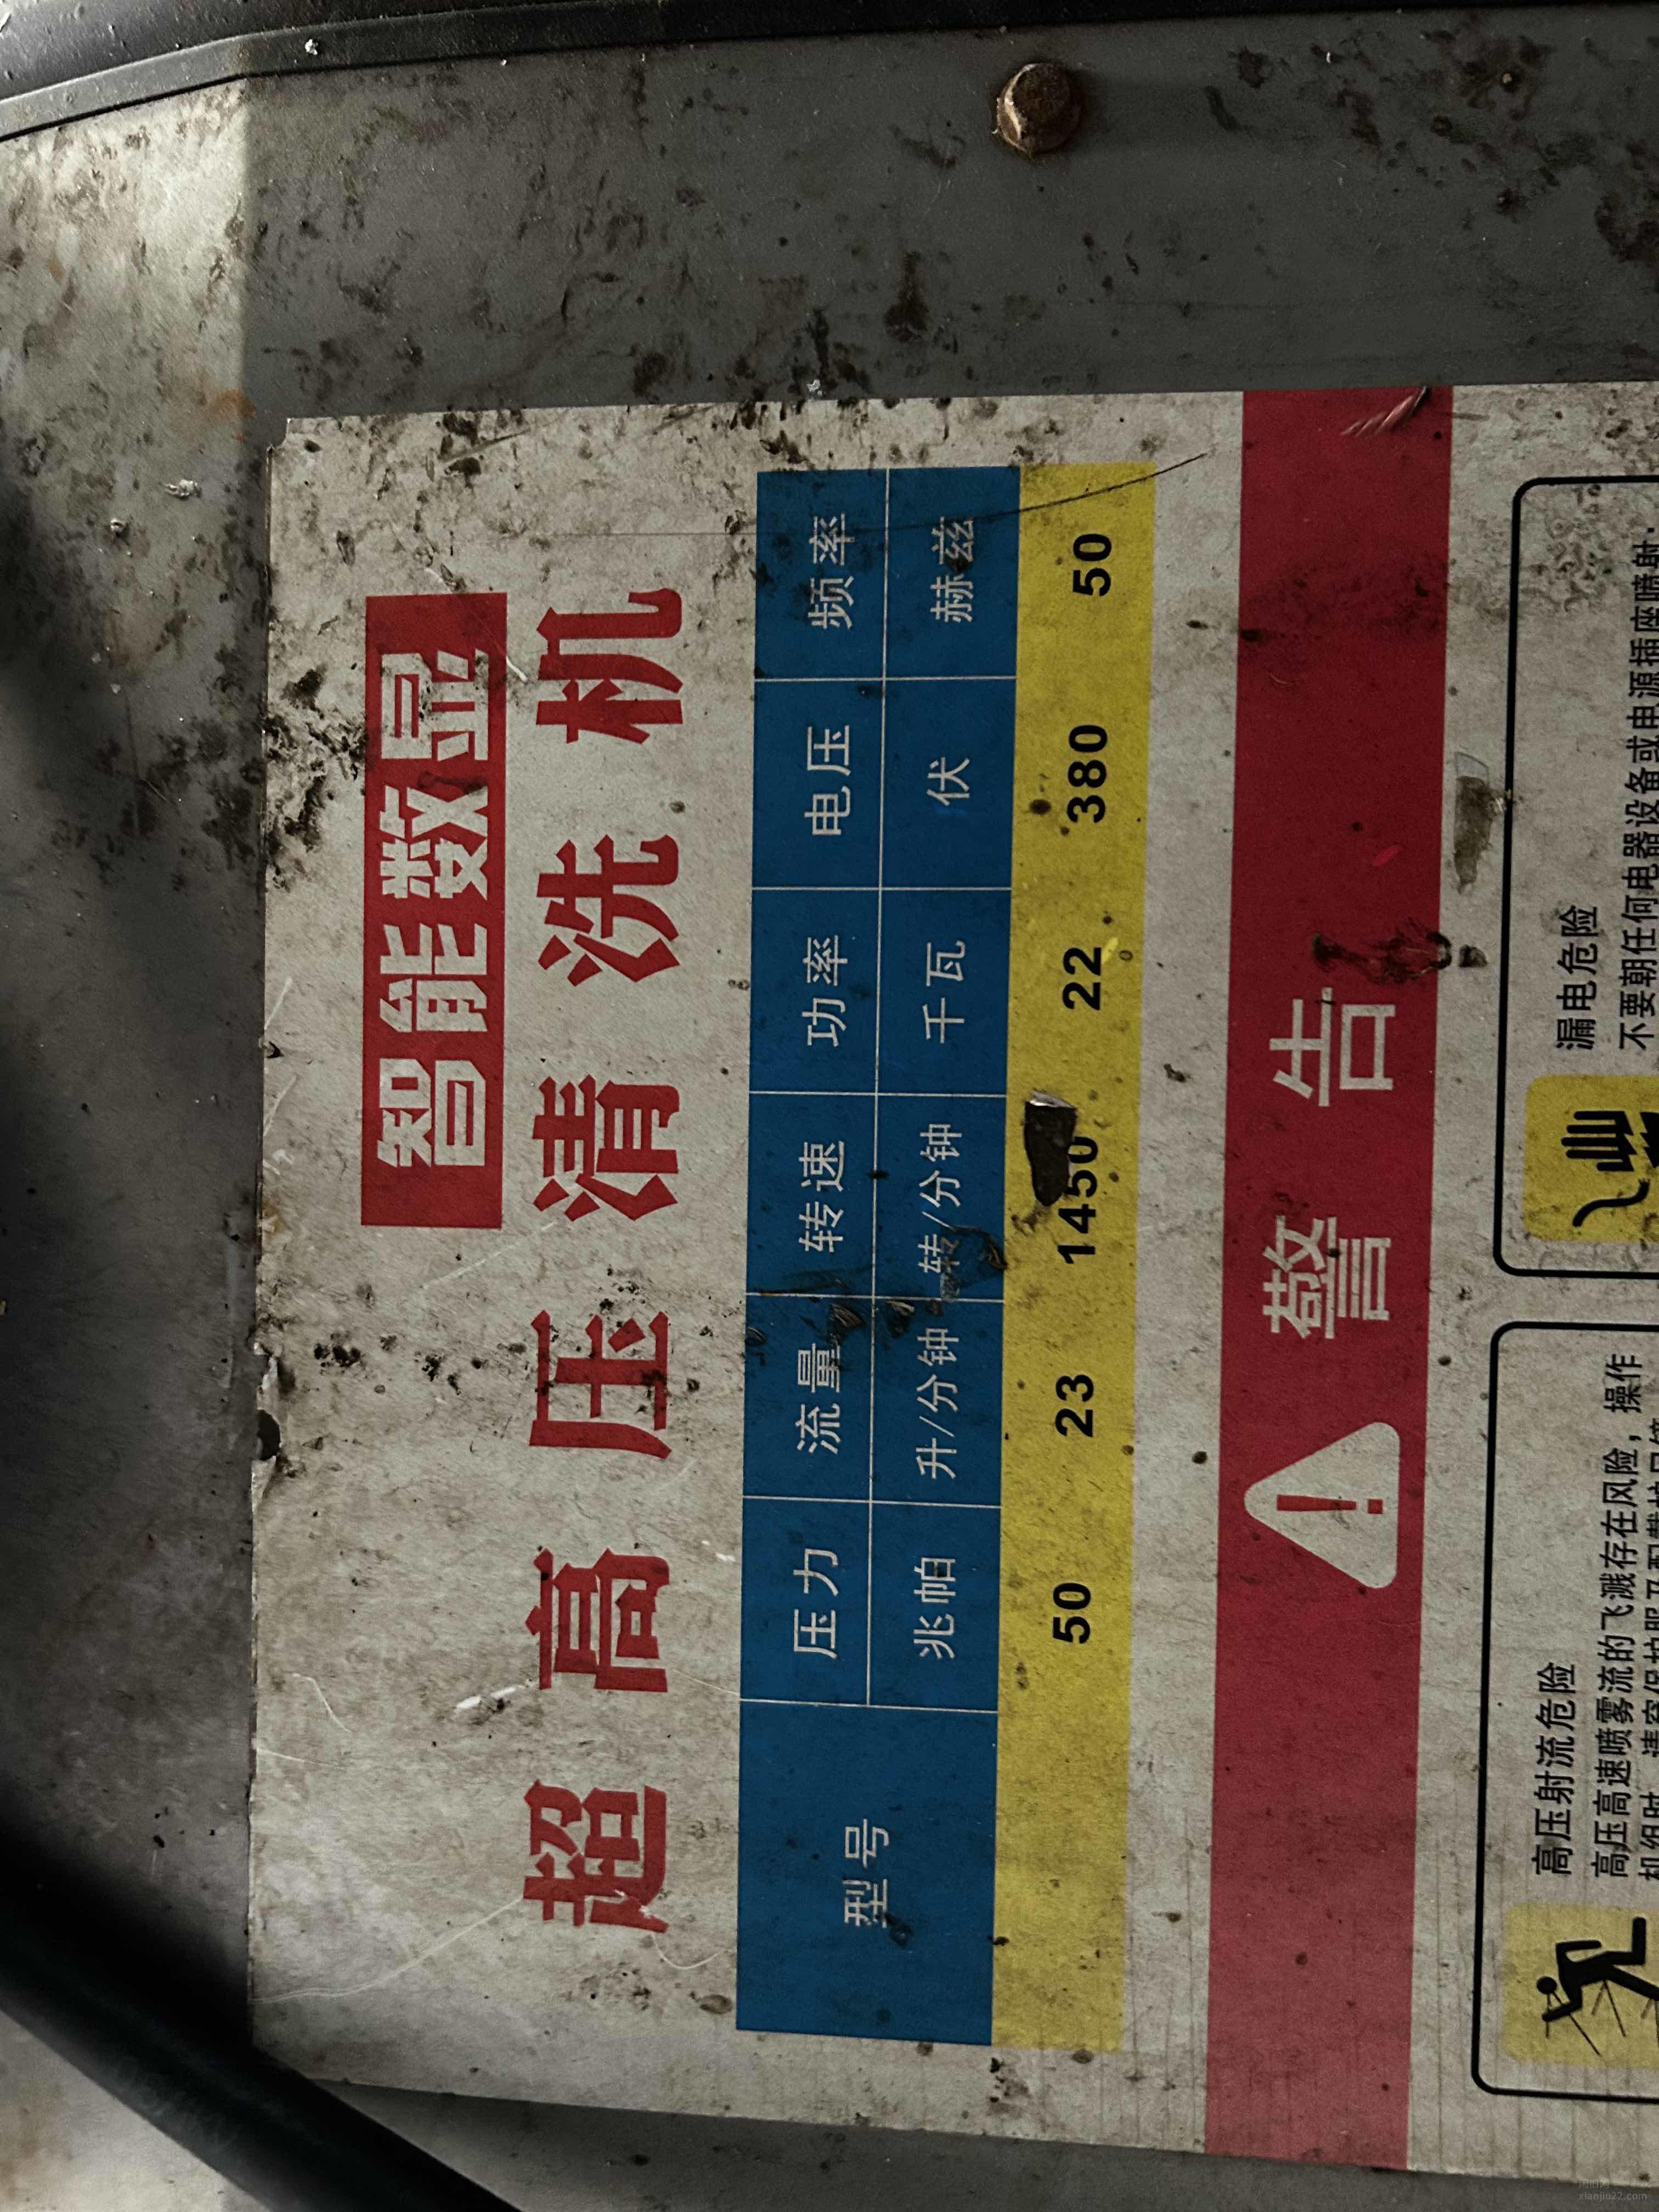 智能数显
超高压清洗机
型号 压力 流量 转速 功率 电压 频率
兆帕 升/分钟 转/分钟 千瓦 伏 赫兹
50 23 1450 22 380 50
警告
高压射流危险
高压高速喷雾流的飞溅存在风险，操作
漏电危险
不要朝任何电器设备或电源插座喷射.
xianjio22.com